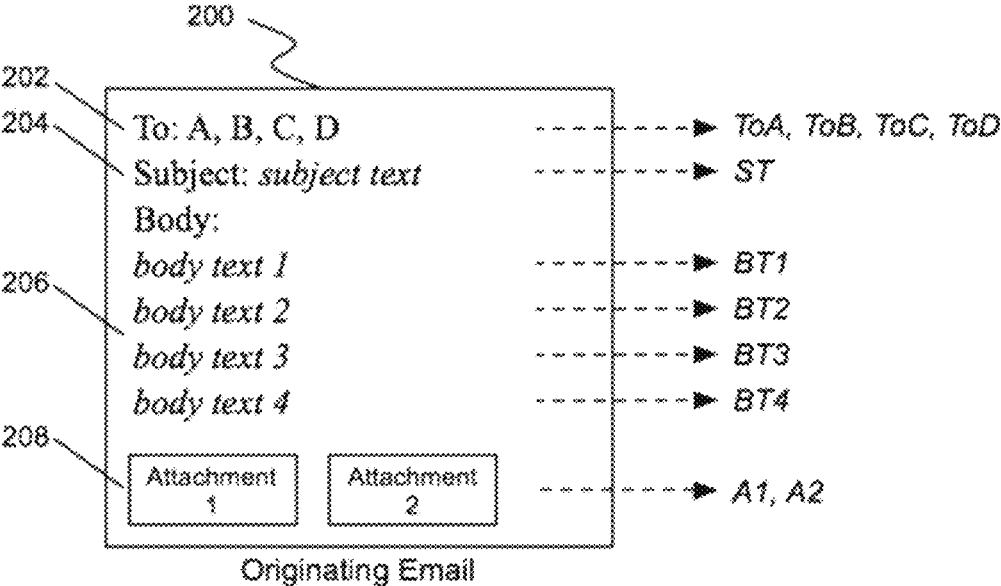 200
202
To: A, B, C, D ToA, ToB, ToC, ToD
204
Subject: subject text ST
Body:
body text 1 BT1
206
body text 2 BT2
body text 3 BT3
body text 4 BT4
208
Attachment 1 Attachment 2 A1, A2
Originating Email